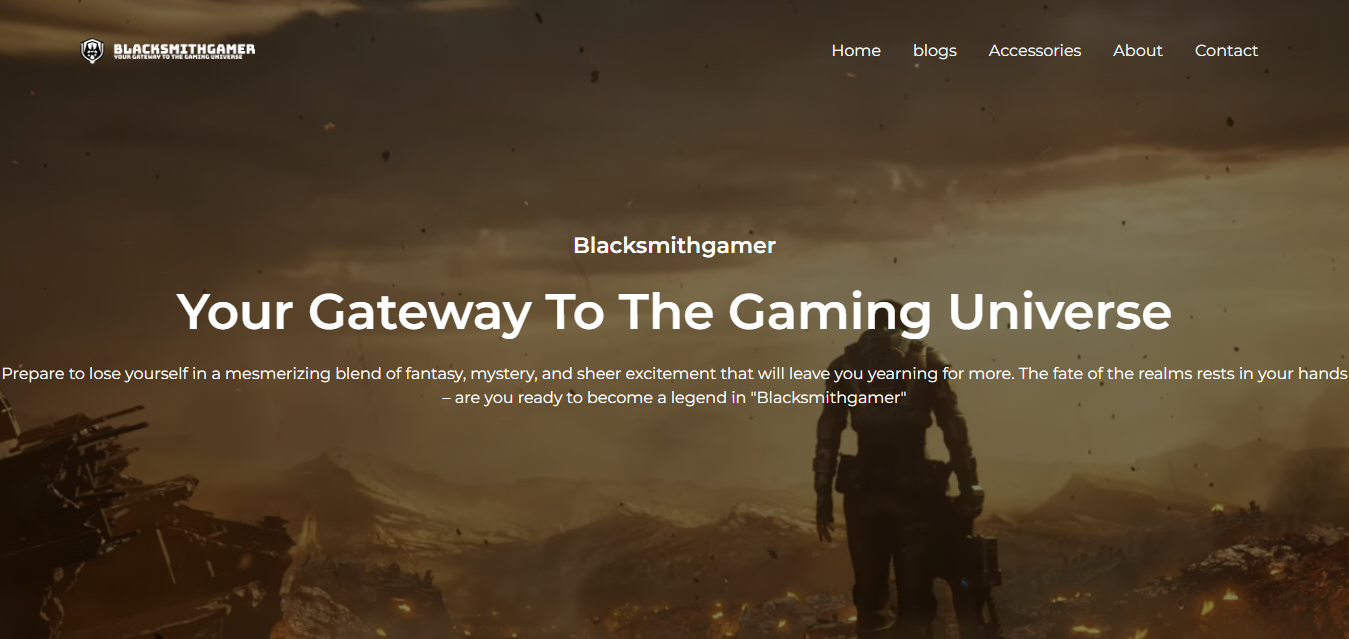 BLACKSMITHGAMER
YOUR GATEWAY TO THE GAMING UNIVERSE
Home blogs Accessories About Contact
Blacksmithgamer
Your Gateway To The Gaming Universe
Prepare to lose yourself in a mesmerizing blend of fantasy, mystery, and sheer excitement that will leave you yearning for more. The fate of the realms rests in your hands
– are you ready to become a legend in "Blacksmithgamer"